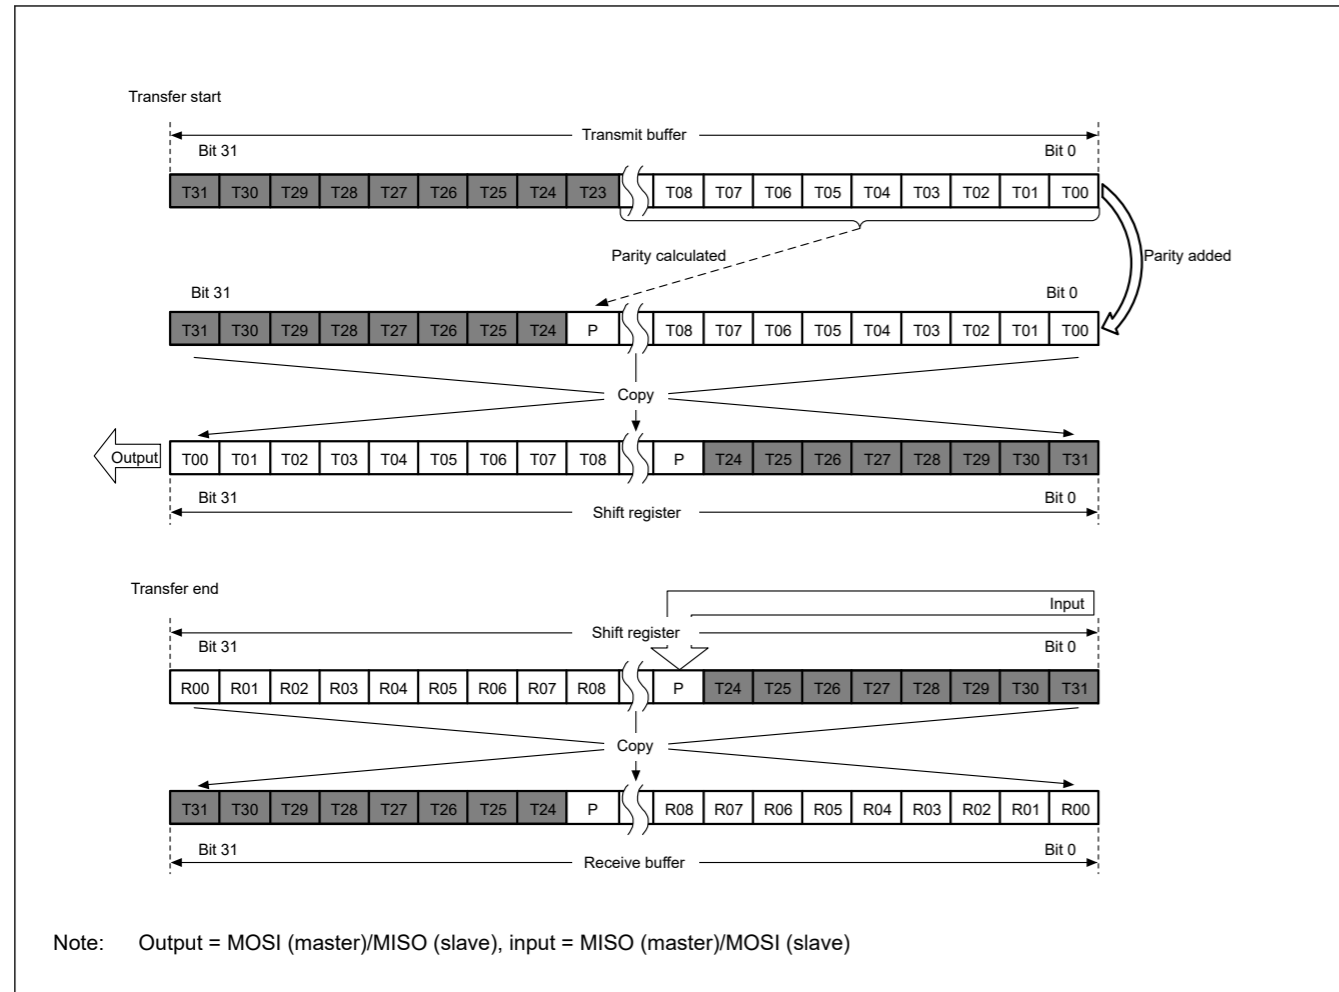 Transfer start
Transmit buffer
Bit 31 Bit 0
T31 T30 T29 T28 T27 T26 T25 T24 T23 T08 T07 T06 T05 T04 T03 T02 T01 T00
Parity calculated Parity added
Bit 31 Bit 0
T31 T30 T29 T28 T27 T26 T25 T24 P T08 T07 T06 T05 T04 T03 T02 T01 T00
Copy
Output T00 T01 T02 T03 T04 T05 T06 T07 T08 P T24 T25 T26 T27 T28 T29 T30 T31
Bit 31 Bit 0
Shift register
Transfer end
Input
Shift register
Bit 31 Bit 0
R00 R01 R02 R03 R04 R05 R06 R07 R08 P T24 T25 T26 T27 T28 T29 T30 T31
Copy
T31 T30 T29 T28 T27 T26 T25 T24 P R08 R07 R06 R05 R04 R03 R02 R01 R00
Bit 31 Bit 0
Receive buffer
Note: Output = MOSI (master)/MISO (slave), input = MISO (master)/MOSI (slave)